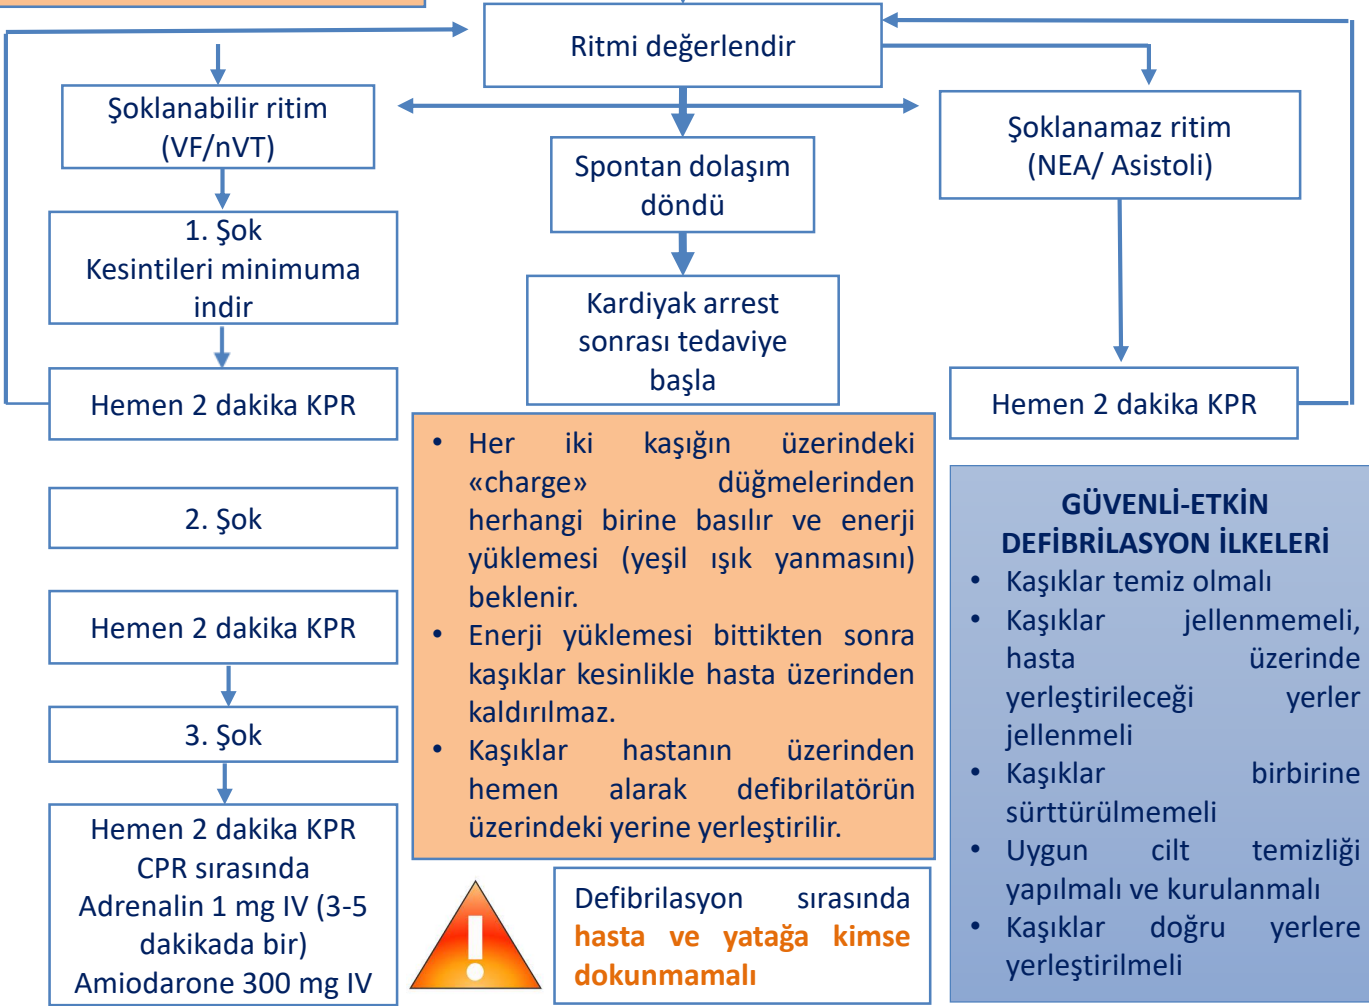 Ritmi değerlendir
Şoklanabilir ritim
(VF/nVT)
1. Şok
Kesintileri minimuma
indir
Hemen 2 dakika KPR
2. Şok
Hemen 2 dakika KPR
3. Şok
Hemen 2 dakika KPR
CPR sırasında
Adrenalin 1 mg IV (3-5
dakikada bir)
Amiodarone 300 mg IV
Spontan dolaşım
döndü
Kardiyak arrest
sonrası tedaviye
başla
• Her iki kaşığın üzerindeki
«charge» düğmelerinden
herhangi birine basılır ve enerji
yüklemesi (yeşil ışık yanmasını)
beklenir.
• Enerji yüklemesi bittikten sonra
kaşıklar kesinlikle hasta üzerinden
kaldırılmaz.
• Kaşıklar hastanın üzerinden
hemen alarak defibrilatörün
üzerindeki yerine yerleştirilir.
!
Defibrilasyon sırasında
hasta ve yatağa kimse
dokunmamalı
Şoklanamaz ritim
(NEA/ Asistoli)
Hemen 2 dakika KPR
GÜVENLİ-ETKİN
DEFİBRİLASYON İLKELERİ
• Kaşıklar temiz olmalı
• Kaşıklar jellenmemeli,
hasta üzerinde
yerleştirileceği yerler
jellenmeli
• Kaşıklar birbirine
sürttürülmemeli
• Uygun cilt temizliği
yapılmalı ve kurulanmalı
• Kaşıklar doğru yerlere
yerleştirilmeli